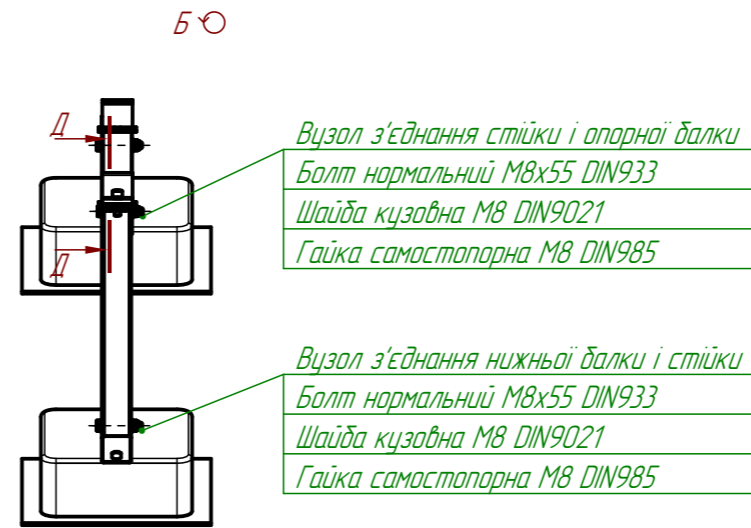 Б
Д
Вузол з'єднання стійки і опорної балки
Болт нормальний М8х55 DIN933
Шайба кузовна М8 DIN9021
Гайка самостопорна М8 DIN985
Д
Вузол з'єднання нижньої балки і стійки
Болт нормальний М8х55 DIN933
Шайба кузовна М8 DIN9021
Гайка самостопорна М8 DIN985